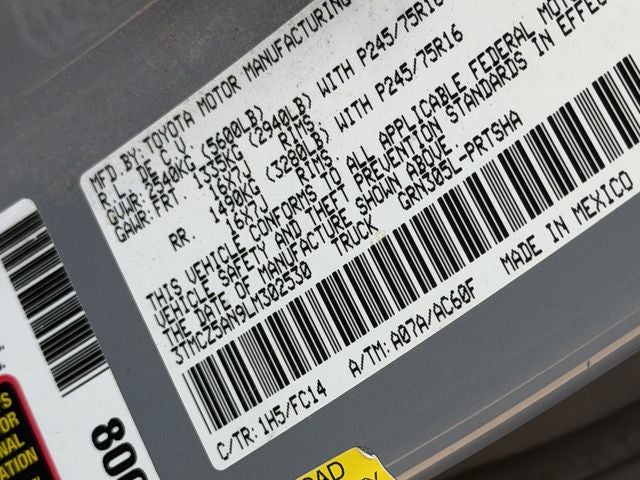 MFD.BY: TOYOTA MOTOR MANUFACTURING
R.L. DE C.V.
GVWR: 2540KG (5600LB)
GAWR: FRT. 1335KG (2940LB) WITH P245/75R16
16X7J RIMS
RR. 1490KG (3280LB) WITH P245/75R16
16X7J RIMS
THIS VEHICLE CONFORMS TO ALL APPLICABLE FEDERAL MOTOR
VEHICLE SAFETY AND THEFT PREVENTION STANDARDS IN EFFECT
THE DATE OF MANUFACTURE SHOWN ABOVE.
3TMCZ5AN9LM302530 TRUCK GRN305L-PRTSHA
C/TR: 1H5/FC14 A/TM: A07A/AC60F MADE IN MEXICO
008